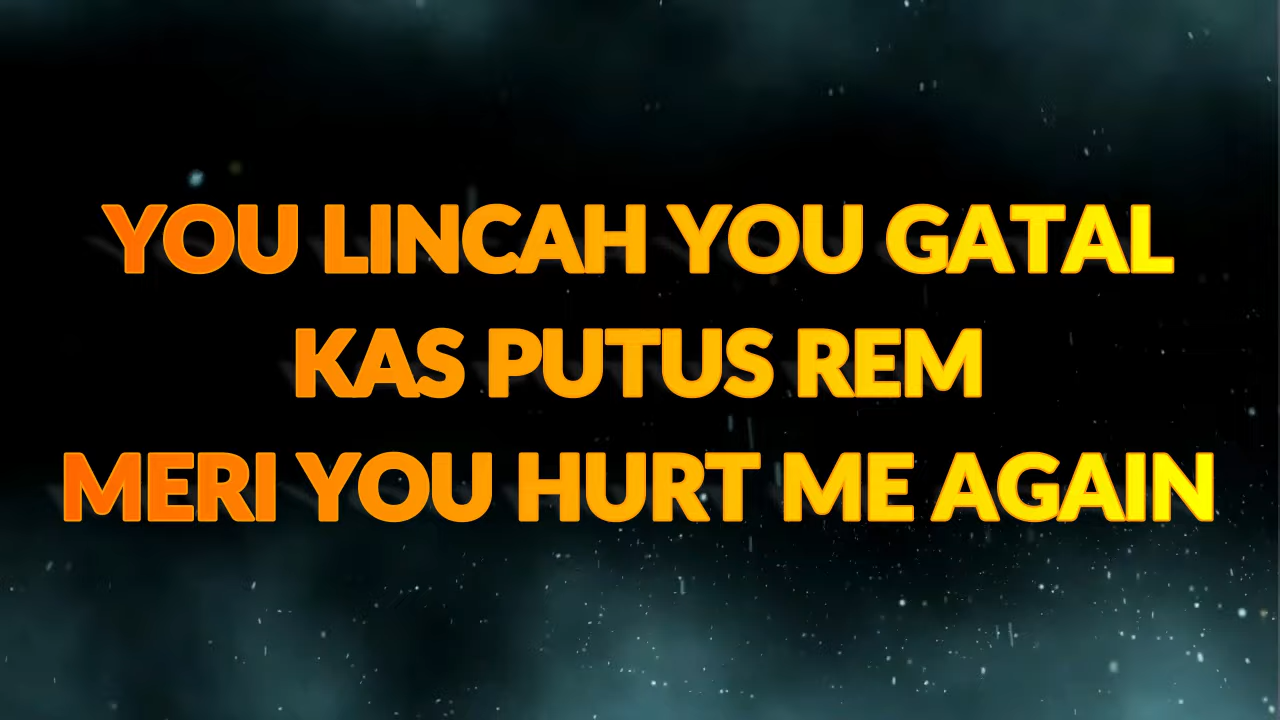 YOU LINCAH YOU GATAL
KAS PUTUS REM
MERI YOU HURT ME AGAIN